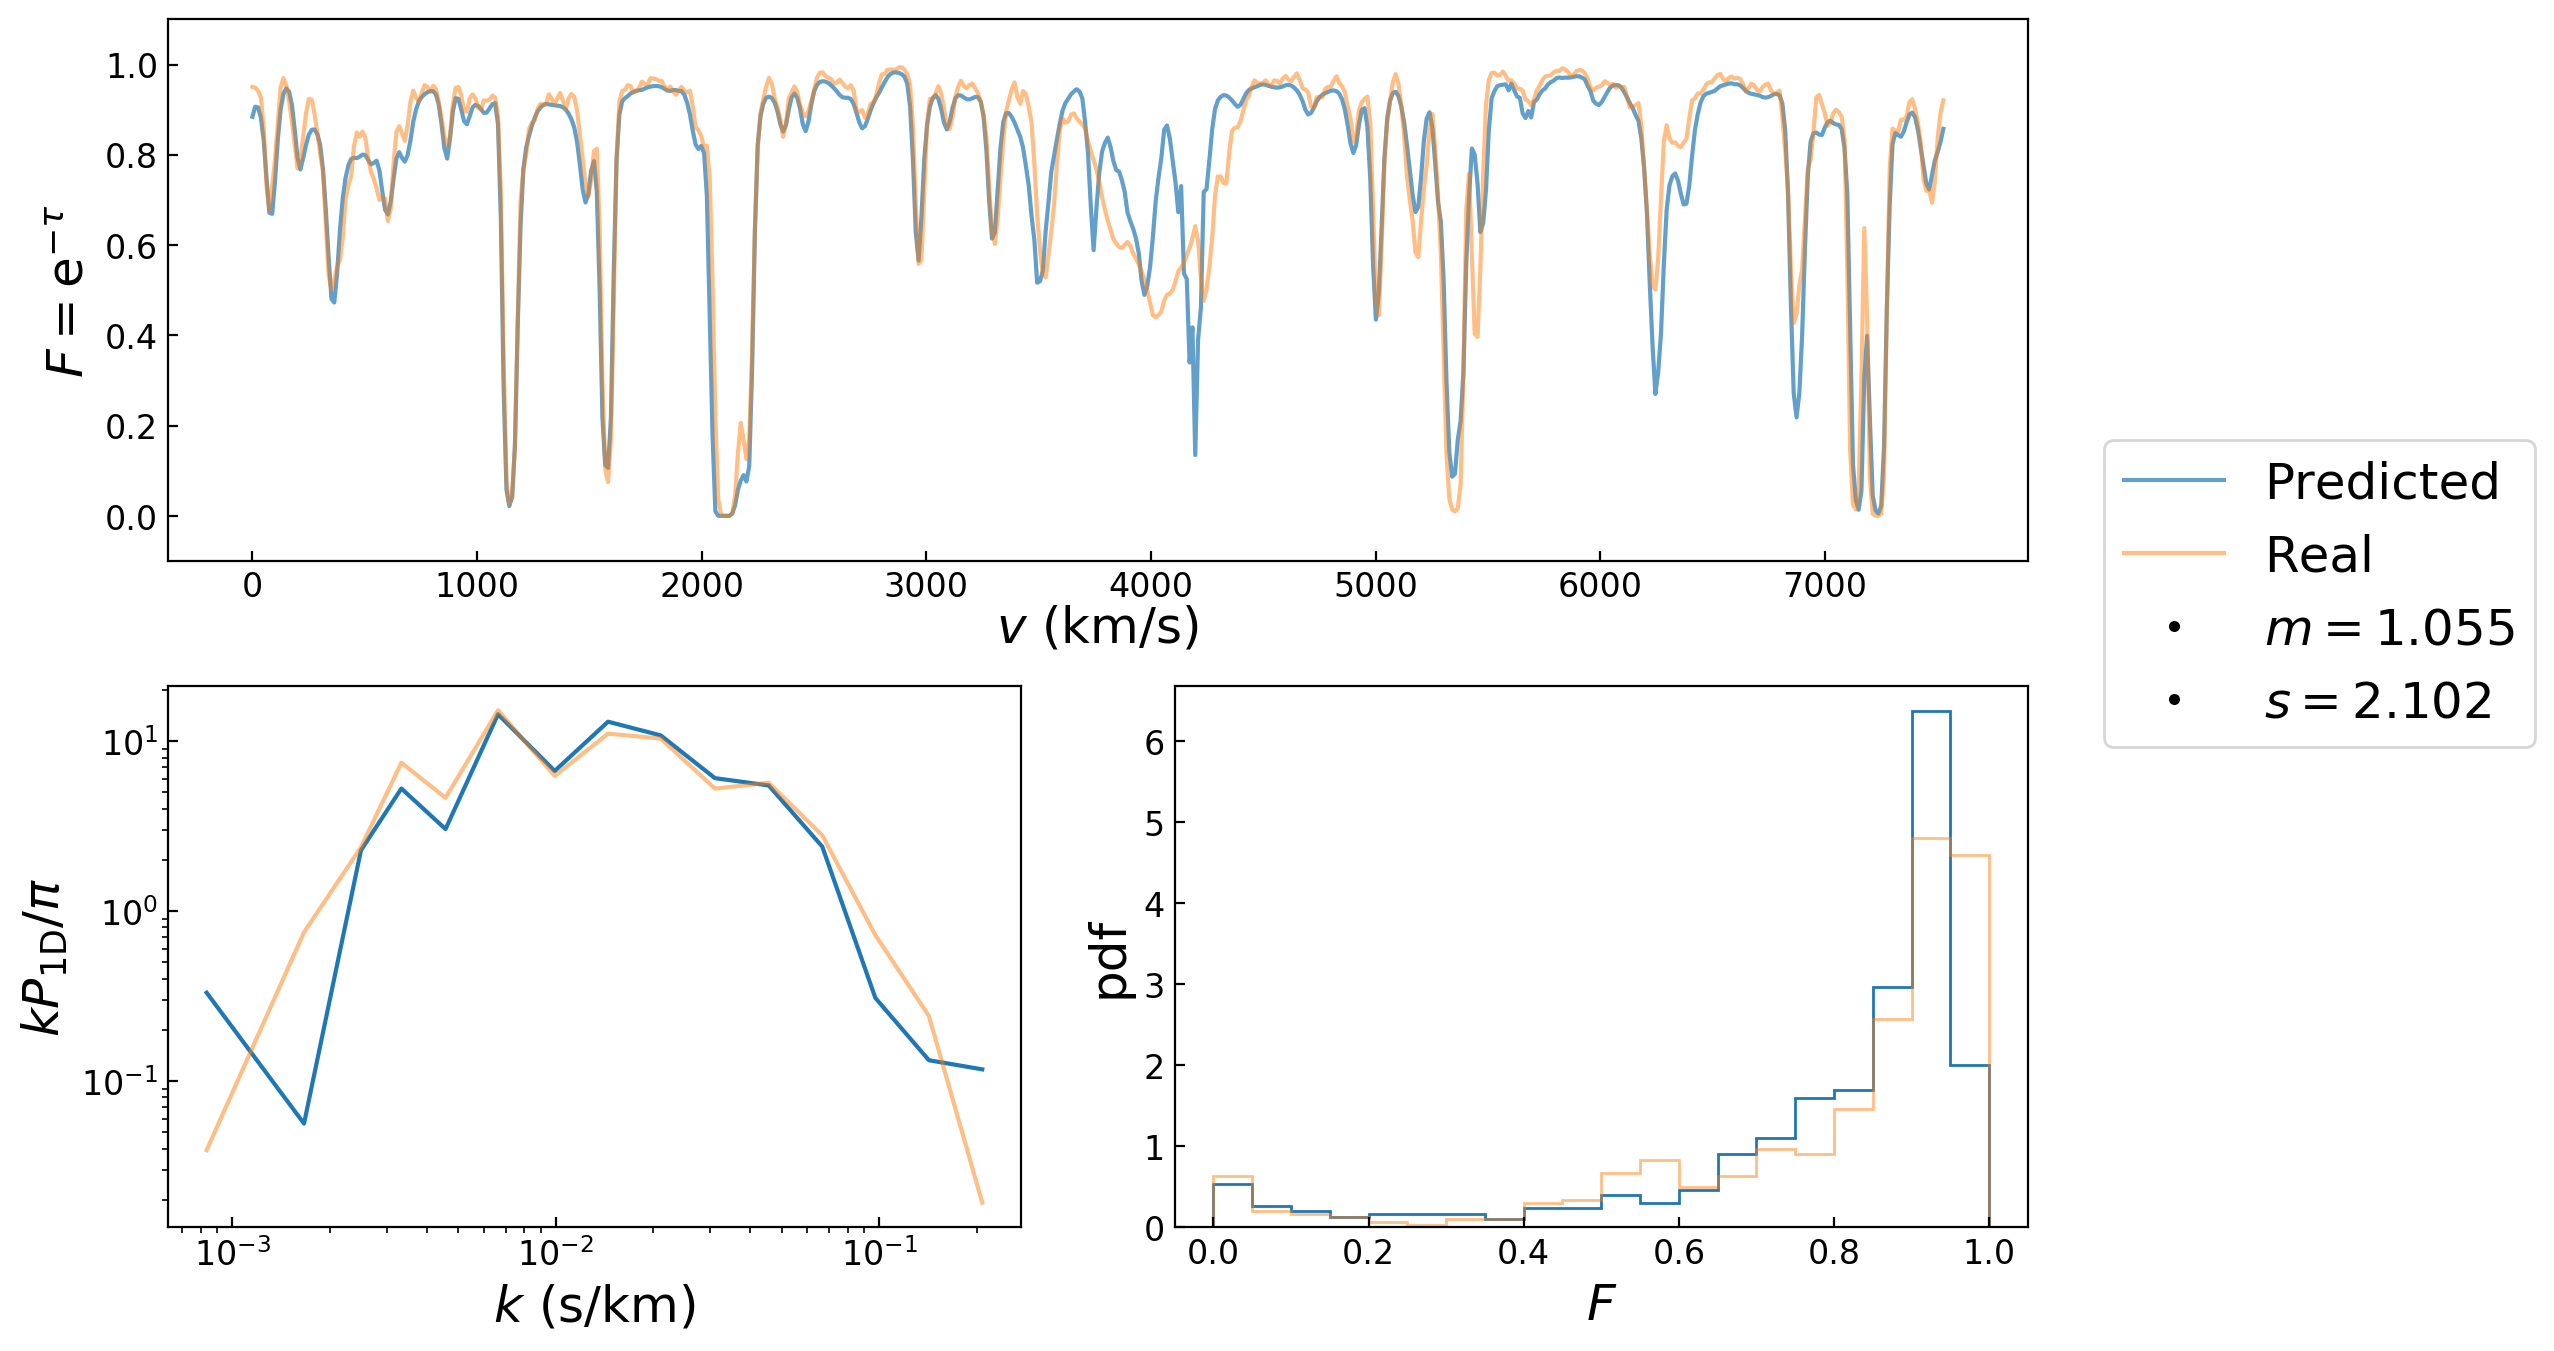 F = e^{−τ}
1.0
0.8
0.6
0.4
0.2
0.0
0 1000 2000 3000 4000 5000 6000 7000
v (km/s)
Predicted
Real
m = 1.055
s = 2.102
kP_{1D}/π
10^1
10^0
10^{−1}
10^{−3} 10^{−2} 10^{−1}
k (s/km)
pdf
6
5
4
3
2
1
0
0.0 0.2 0.4 0.6 0.8 1.0
F